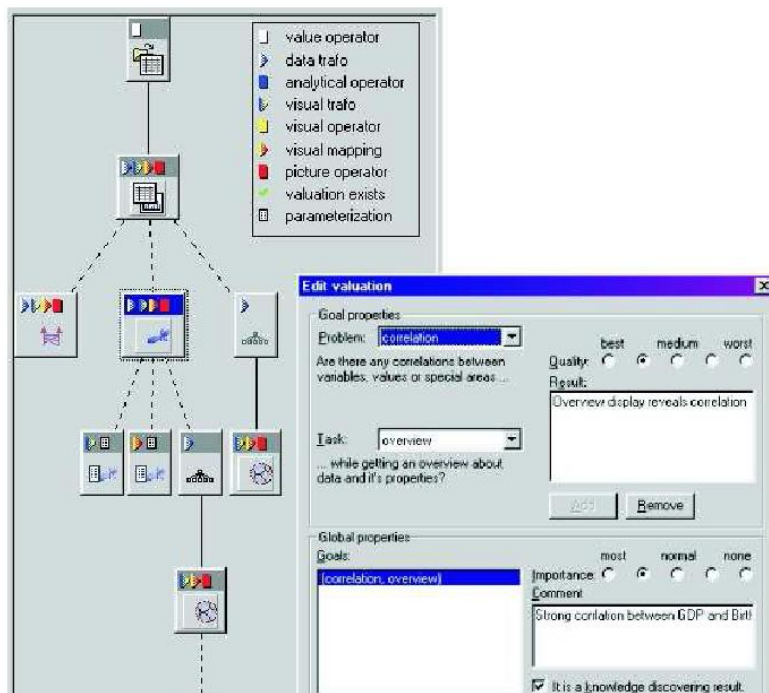 value operator
data trafo
analytical operator
visual trafo
visual operator
visual mapping
picture operator
valuation exists
parameterization
Edit valuation
Goal properties
Problem:
correlation
Are there any correlations between
variables, values or special areas ...
Task:
overview
... while getting an overview about
data and it's properties?
best medium worst
Quality:
Result:
Overview display reveals correlation
Add
Remove
Global properties
Goals:
(correlation, overview)
most normal none
Importance:
Comment
Strong corrlation between GDP and Birth
It is a knowledge discovering result.